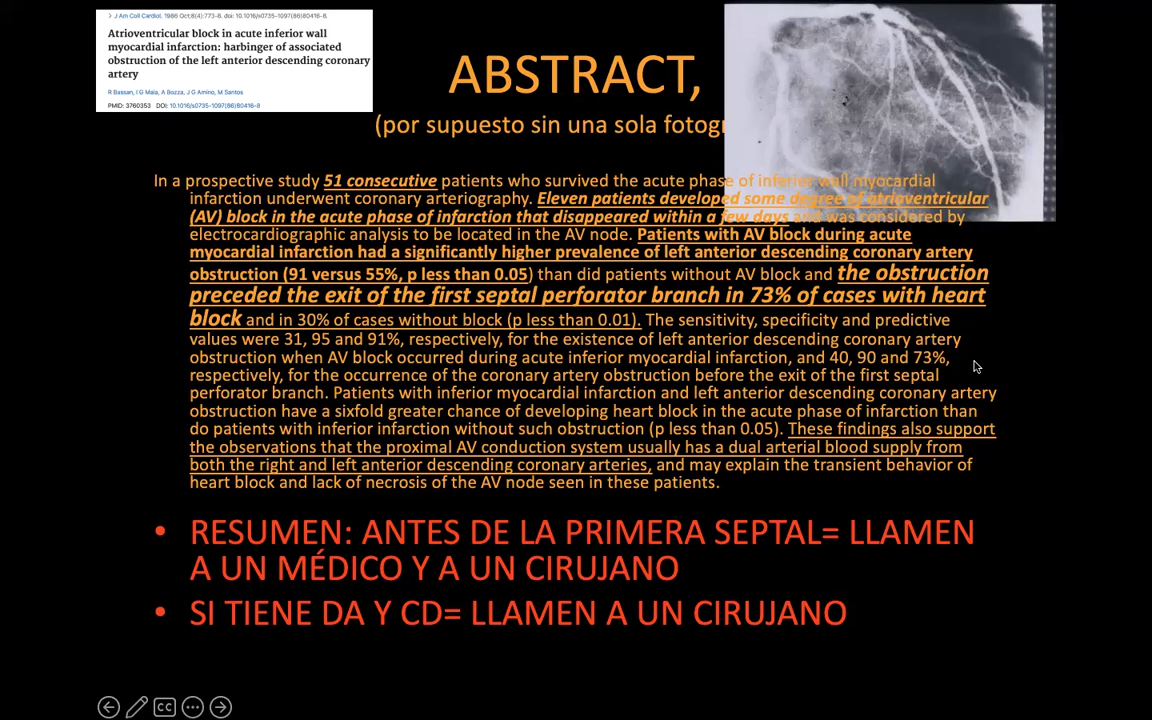 J Am Coll Cardiol. 1986 Oct;8(4):773-8. doi: 10.1016/s0735-1097(86)80416-8.
Atrioventricular block in acute inferior wall
myocardial infarction: harbinger of associated
obstruction of the left anterior descending coronary
artery
R Bassan, I G Maia, A Bozza, J G Amino, M Santos
PMID: 3760353 DOI: 10.1016/s0735-1097(86)80416-8
ABSTRACT,
(por supuesto sin una sola fotogr
In a prospective study 51 consecutive patients who survived the acute phase of inferior wall myocardial
infarction underwent coronary arteriography. Eleven patients developed some degree of atrioventricular
(AV) block in the acute phase of infarction that disappeared within a few days and was considered by
electrocardiographic analysis to be located in the AV node. Patients with AV block during acute
myocardial infarction had a significantly higher prevalence of left anterior descending coronary artery
obstruction (91 versus 55%, p less than 0.05) than did patients without AV block and the obstruction
preceded the exit of the first septal perforator branch in 73% of cases with heart
block and in 30% of cases without block (p less than 0.01). The sensitivity, specificity and predictive
values were 31, 95 and 91%, respectively, for the existence of left anterior descending coronary artery
obstruction when AV block occurred during acute inferior myocardial infarction, and 40, 90 and 73%,
respectively, for the occurrence of the coronary artery obstruction before the exit of the first septal
perforator branch. Patients with inferior myocardial infarction and left anterior descending coronary artery
obstruction have a sixfold greater chance of developing heart block in the acute phase of infarction than
do patients with inferior infarction without such obstruction (p less than 0.05). These findings also support
the observations that the proximal AV conduction system usually has a dual arterial blood supply from
both the right and left anterior descending coronary arteries, and may explain the transient behavior of
heart block and lack of necrosis of the AV node seen in these patients.
• RESUMEN: ANTES DE LA PRIMERA SEPTAL= LLAMEN
A UN MÉDICO Y A UN CIRUJANO
• SI TIENE DA Y CD= LLAMEN A UN CIRUJANO
CC